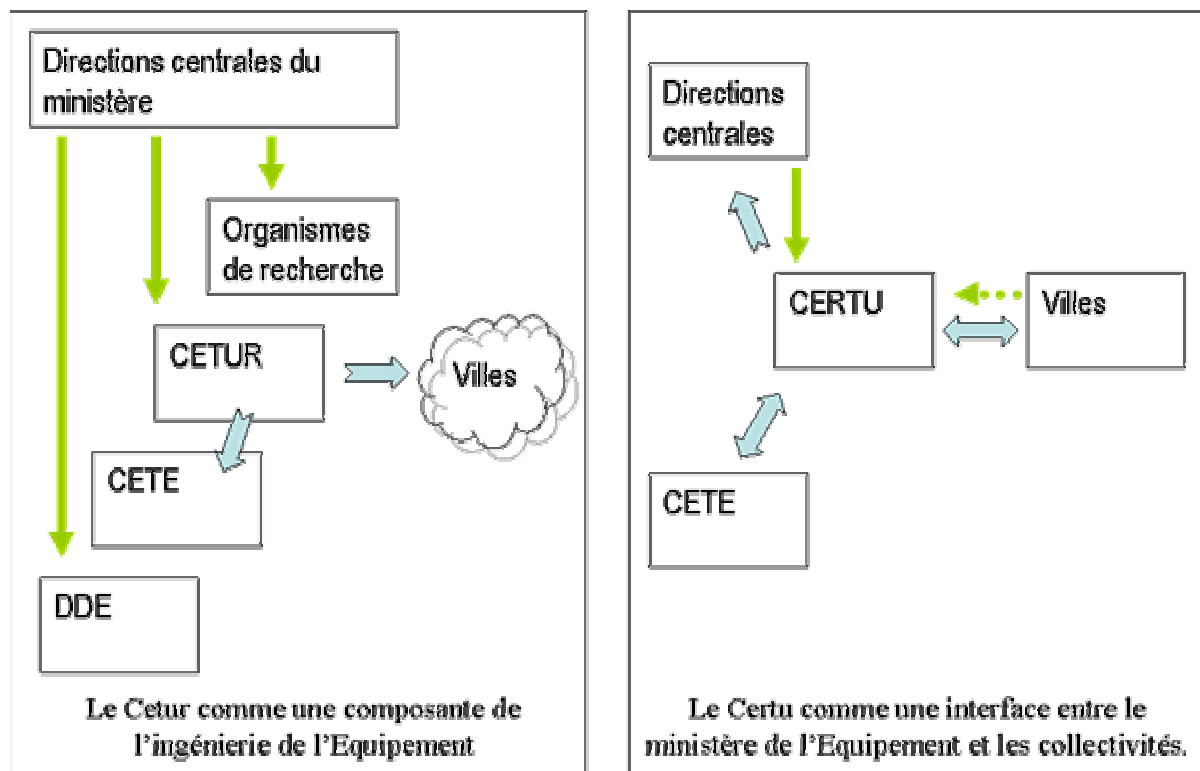 Directions centrales du
ministère
Organismes
de recherche
CETUR
Villes
CETE
DDE
Le Cetur comme une composante de
l'ingénierie de l'Equipement
Directions
centrales
CERTU
Villes
CETE
Le Certu comme une interface entre le
ministère de l'Equipement et les collectivités.